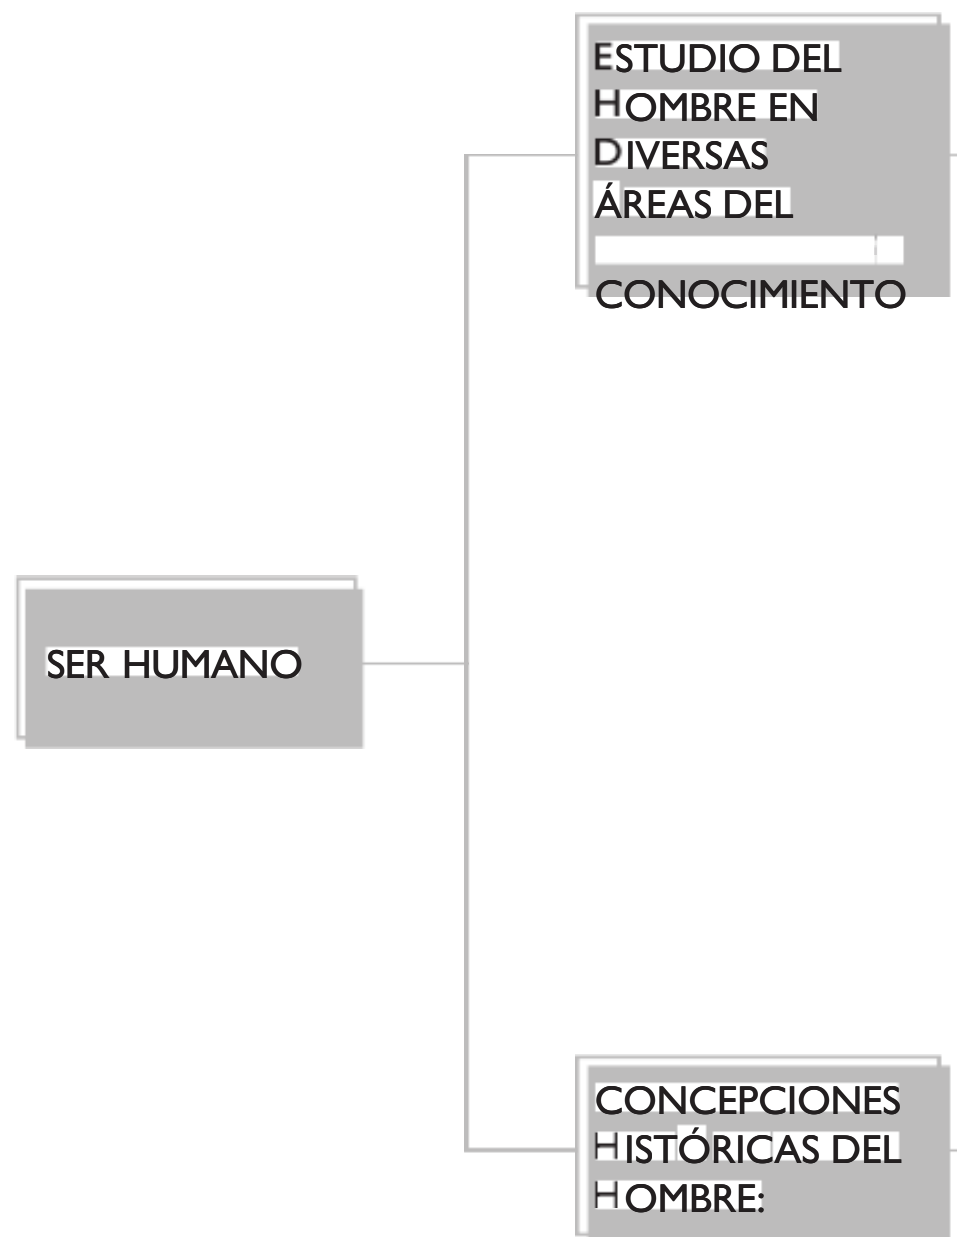 ESTUDIO DEL
HOMBRE EN
DIVERSAS
ÁREAS DEL
CONOCIMIENTO
SER HUMANO
CONCEPCIONES
HISTÓRICAS DEL
HOMBRE: